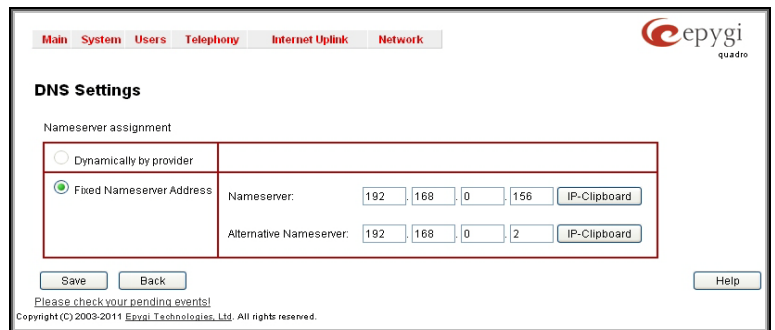 Main System Users Telephony Internet Uplink Network
epygi
quadro
DNS Settings
Nameserver assignment
Dynamically by provider
Fixed Nameserver Address
Nameserver: 192 . 168 . 0 . 156 IP-Clipboard
Alternative Nameserver: 192 . 168 . 0 . 2 IP-Clipboard
Save Back Help
Please check your pending events!
Copyright (C) 2003-2011 Epygi Technologies, Ltd. All rights reserved.